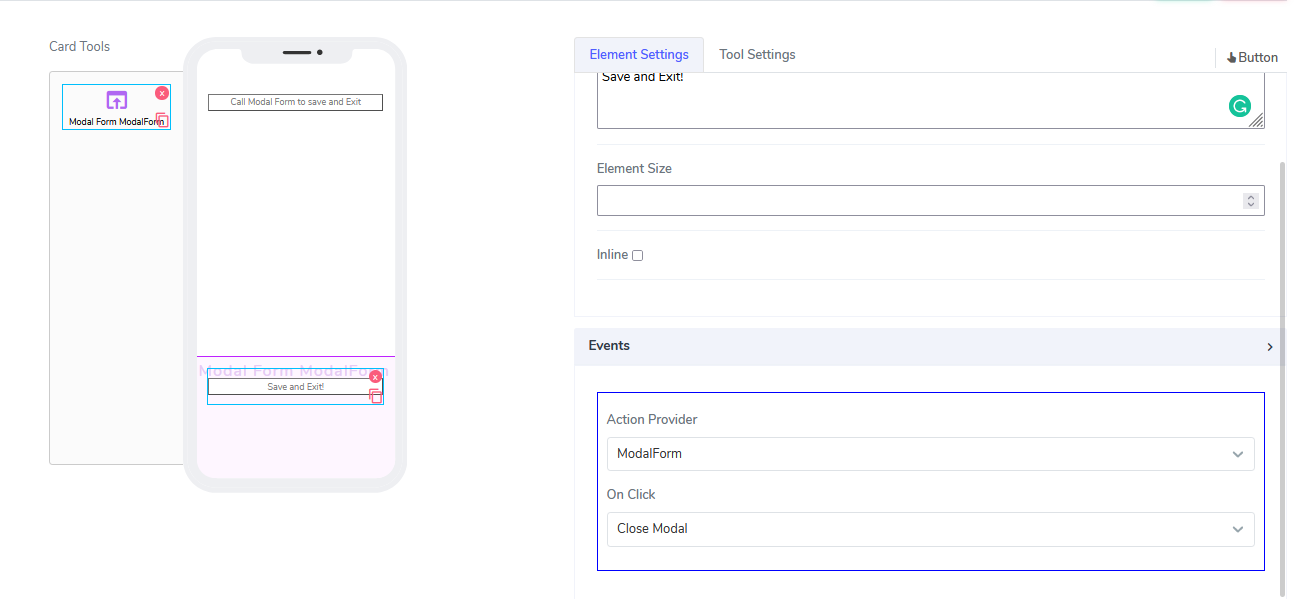 Card Tools
Modal Form ModalForm
Call Modal Form to save and Exit
Modal Form ModalForm
Save and Exit!
Element Settings
Tool Settings
Button
Save and Exit!
Element Size
Inline
Events
Action Provider
ModalForm
On Click
Close Modal